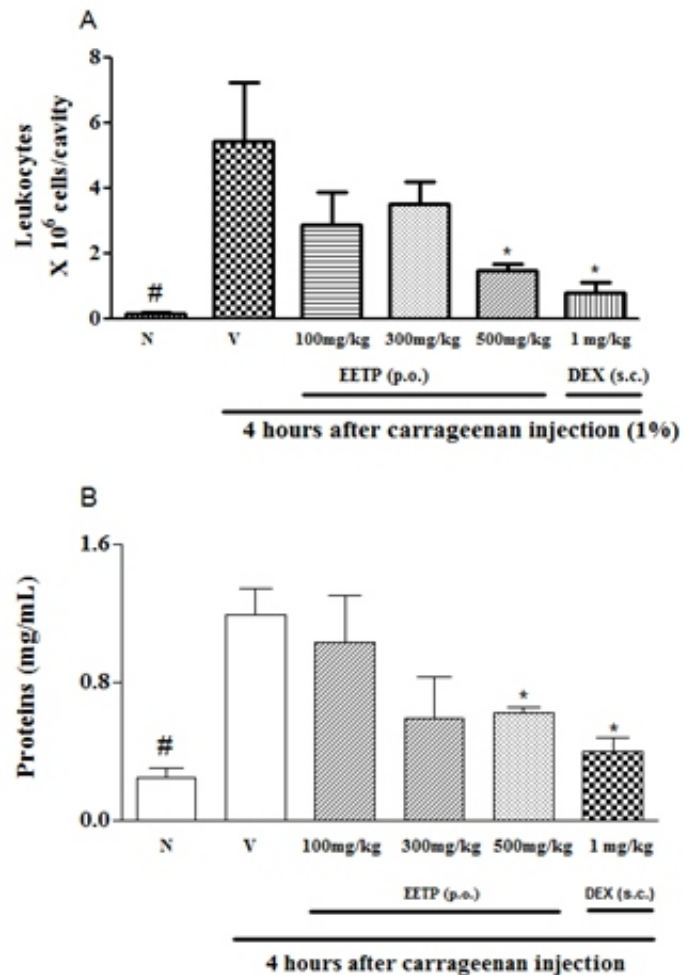 A
Leukocytes
X 10⁶ cells/cavity
8
6
4
2
0
#
*
*
N V 100mg/kg 300mg/kg 500mg/kg 1 mg/kg
EETP (p.o.) DEX (s.c.)
4 hours after carrageenan injection (1%)
B
Proteins (mg/mL)
1.6
0.8
0.0
#
*
*
N V 100mg/kg 300mg/kg 500mg/kg 1 mg/kg
EETP (p.o.) DEX (s.c.)
4 hours after carrageenan injection